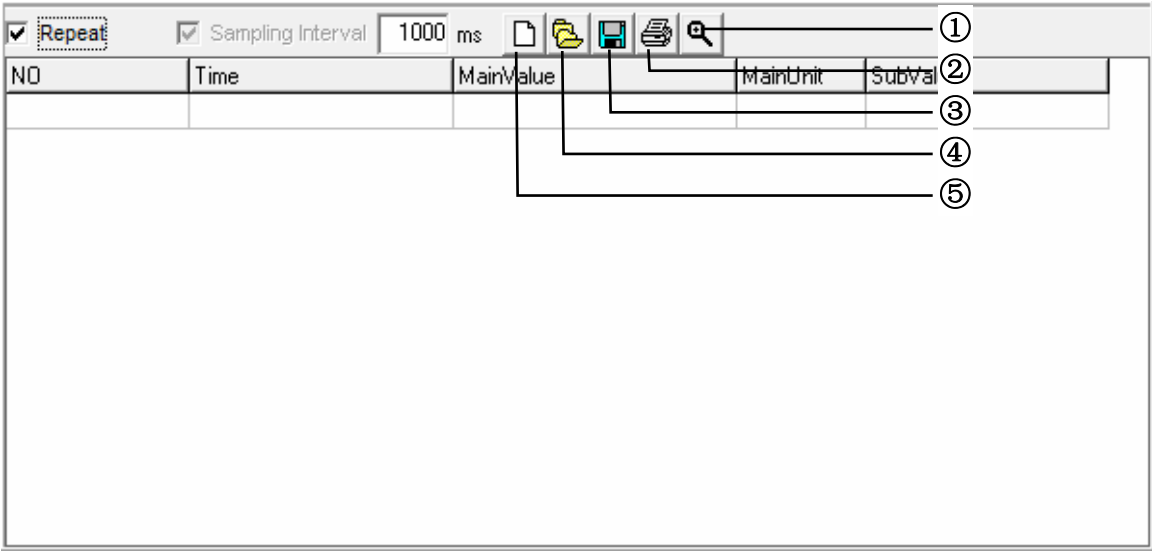 Repeat Sampling Interval 1000 ms ①
NO Time MainValue MainUnit SubVal ②
③
④
⑤